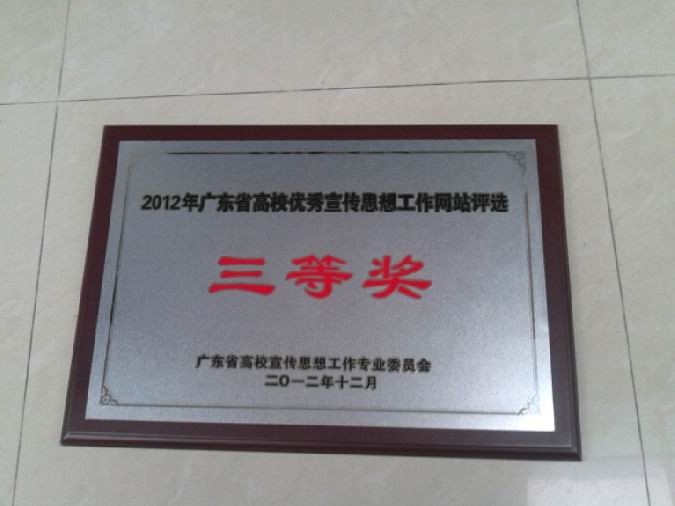 2012年广东省高校优秀宣传思想工作网站评选
三等奖
广东省高校宣传思想工作专业委员会
二〇一二年十二月